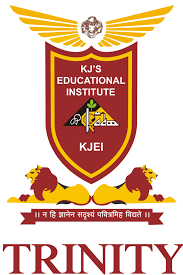 KJ'S
EDUCATIONAL
INSTITUTE
KJEI
॥ न हि ज्ञानेन सदृश्यं पवित्रमिह विद्यते ॥
TRINITY